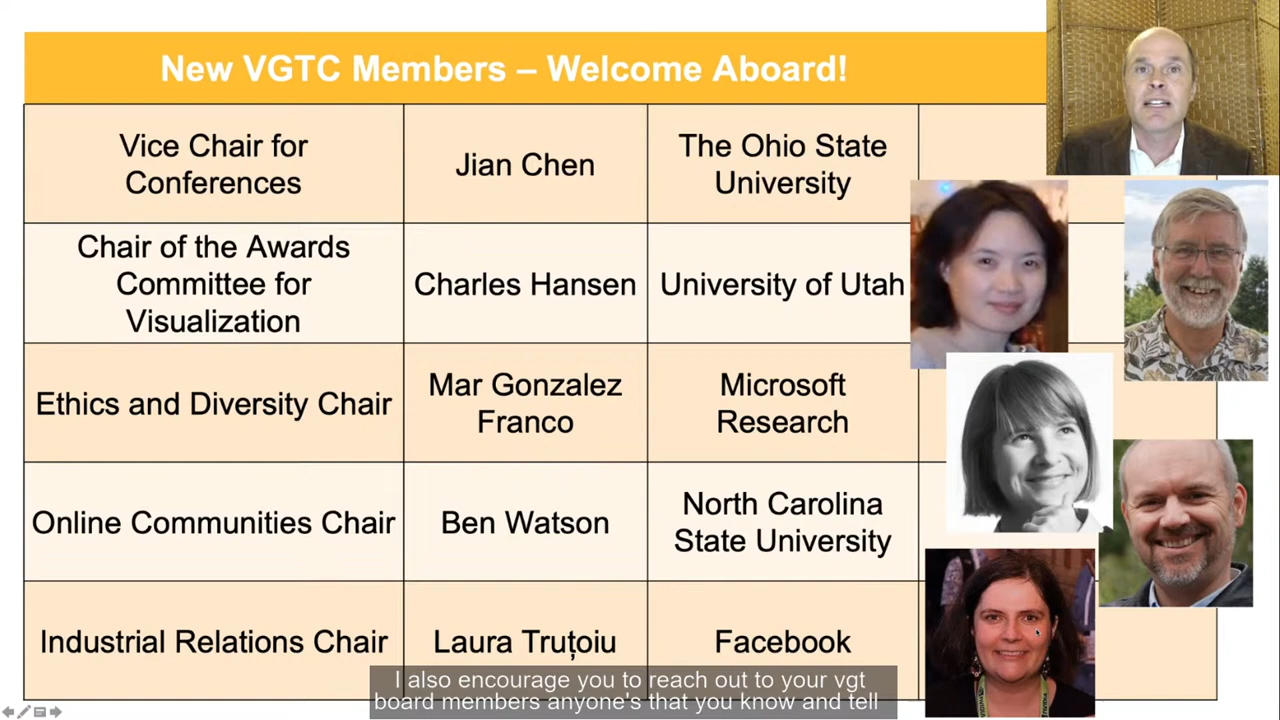 New VGTC Members – Welcome Aboard!
Vice Chair for
Conferences
Jian Chen
The Ohio State
University
Chair of the Awards
Committee for
Visualization
Charles Hansen
University of Utah
Ethics and Diversity Chair
Mar Gonzalez
Franco
Microsoft
Research
Online Communities Chair
Ben Watson
North Carolina
State University
Industrial Relations Chair
Laura Truțoiu
Facebook
I also encourage you to reach out to your vgt
board members anyone's that you know and tell